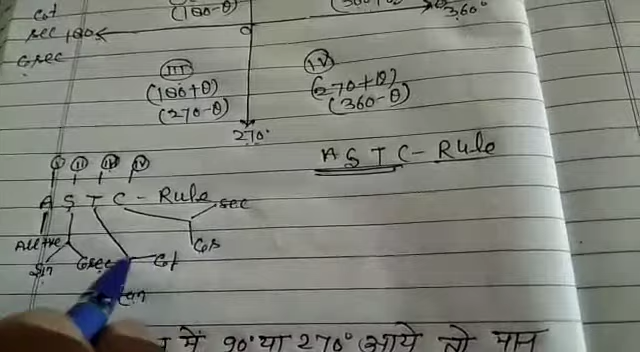 cot
(180-θ)
360°
sec 180
cosec
III
IV
(180+θ)
(270+θ)
(270-θ)
(360-θ)
270°
A S T C - Rule
I II III IV
A S T C - Rule
sec
All +ve
cos
sin cosec cot
tan
में 90° या 270° आये तो मान